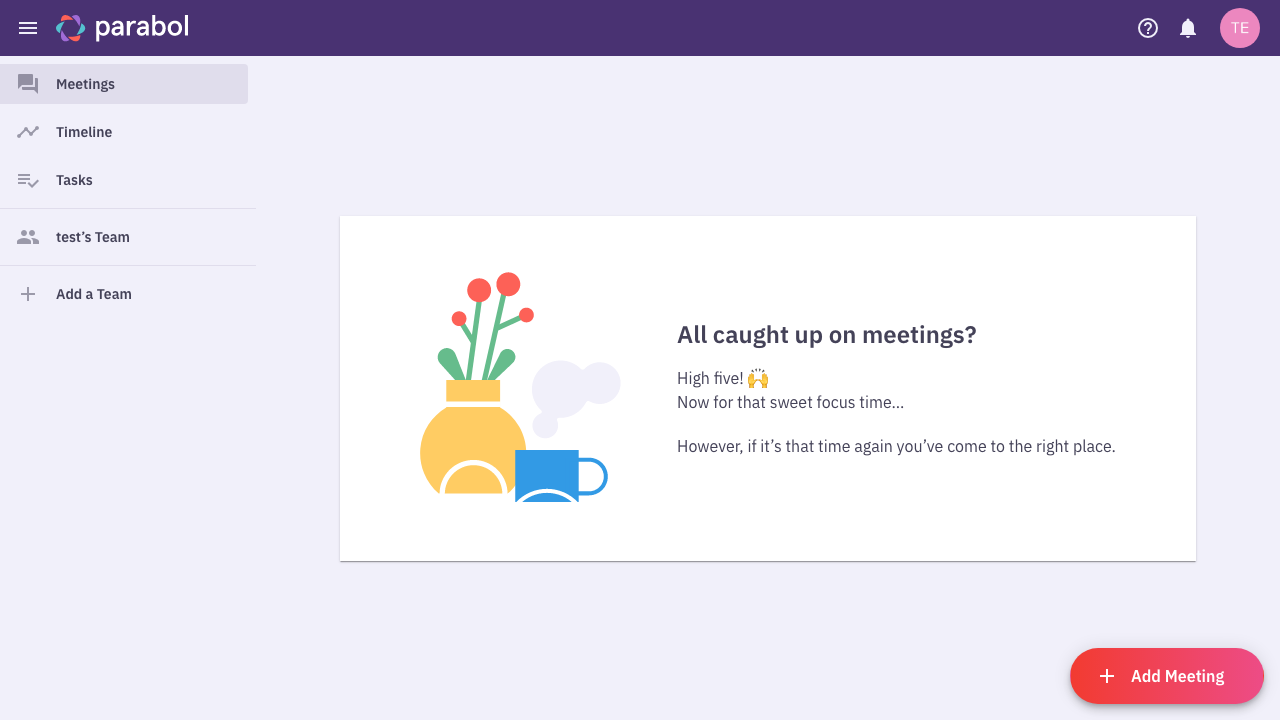 parabol
TE
Meetings
Timeline
Tasks
test’s Team
Add a Team
All caught up on meetings?
High five! 🙌
Now for that sweet focus time…
However, if it’s that time again you’ve come to the right place.
Add Meeting